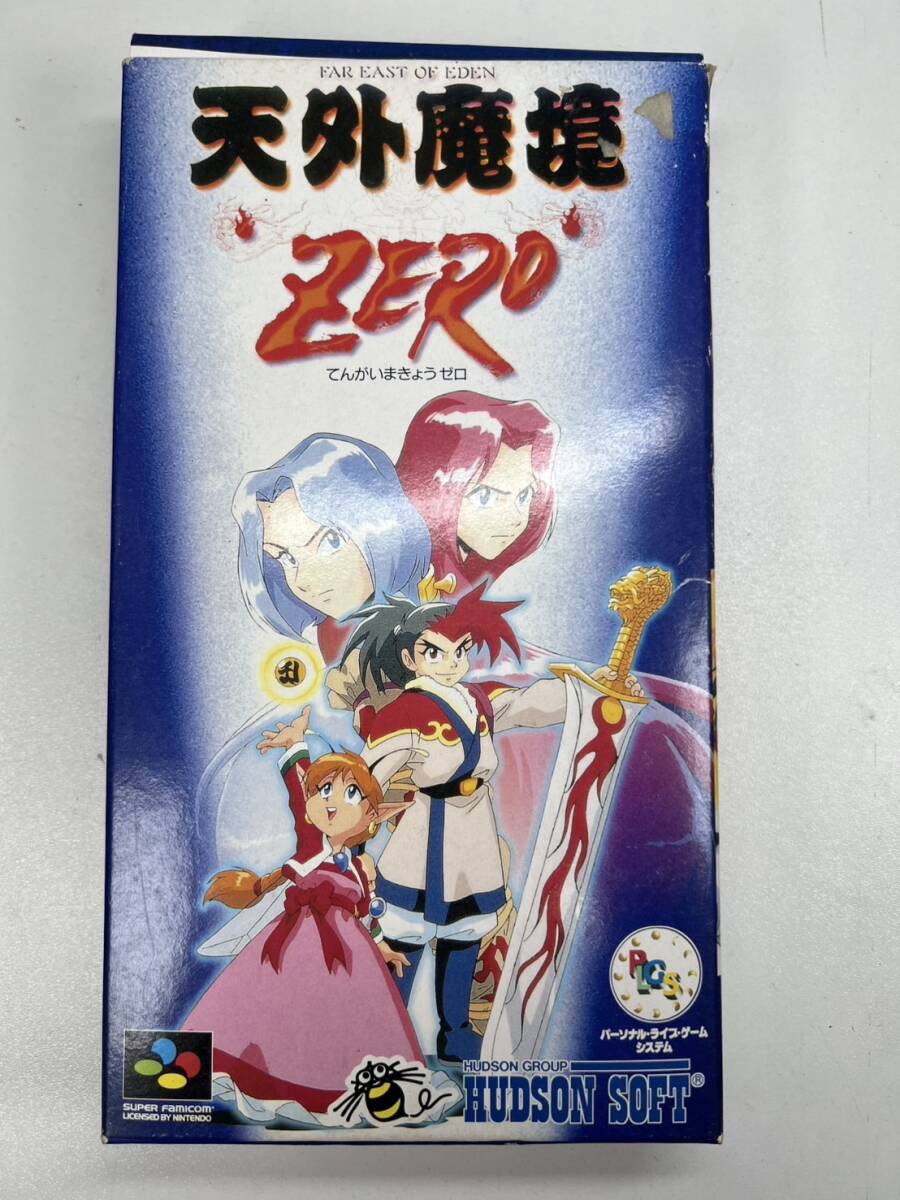 FAR EAST OF EDEN
天外魔境
ZERO
てんがいまきょう ゼロ
PLGS
パーソナル・ライブ・ゲーム
システム
SUPER FAMICOM
LICENSED BY NINTENDO
HUDSON GROUP
HUDSON SOFT®